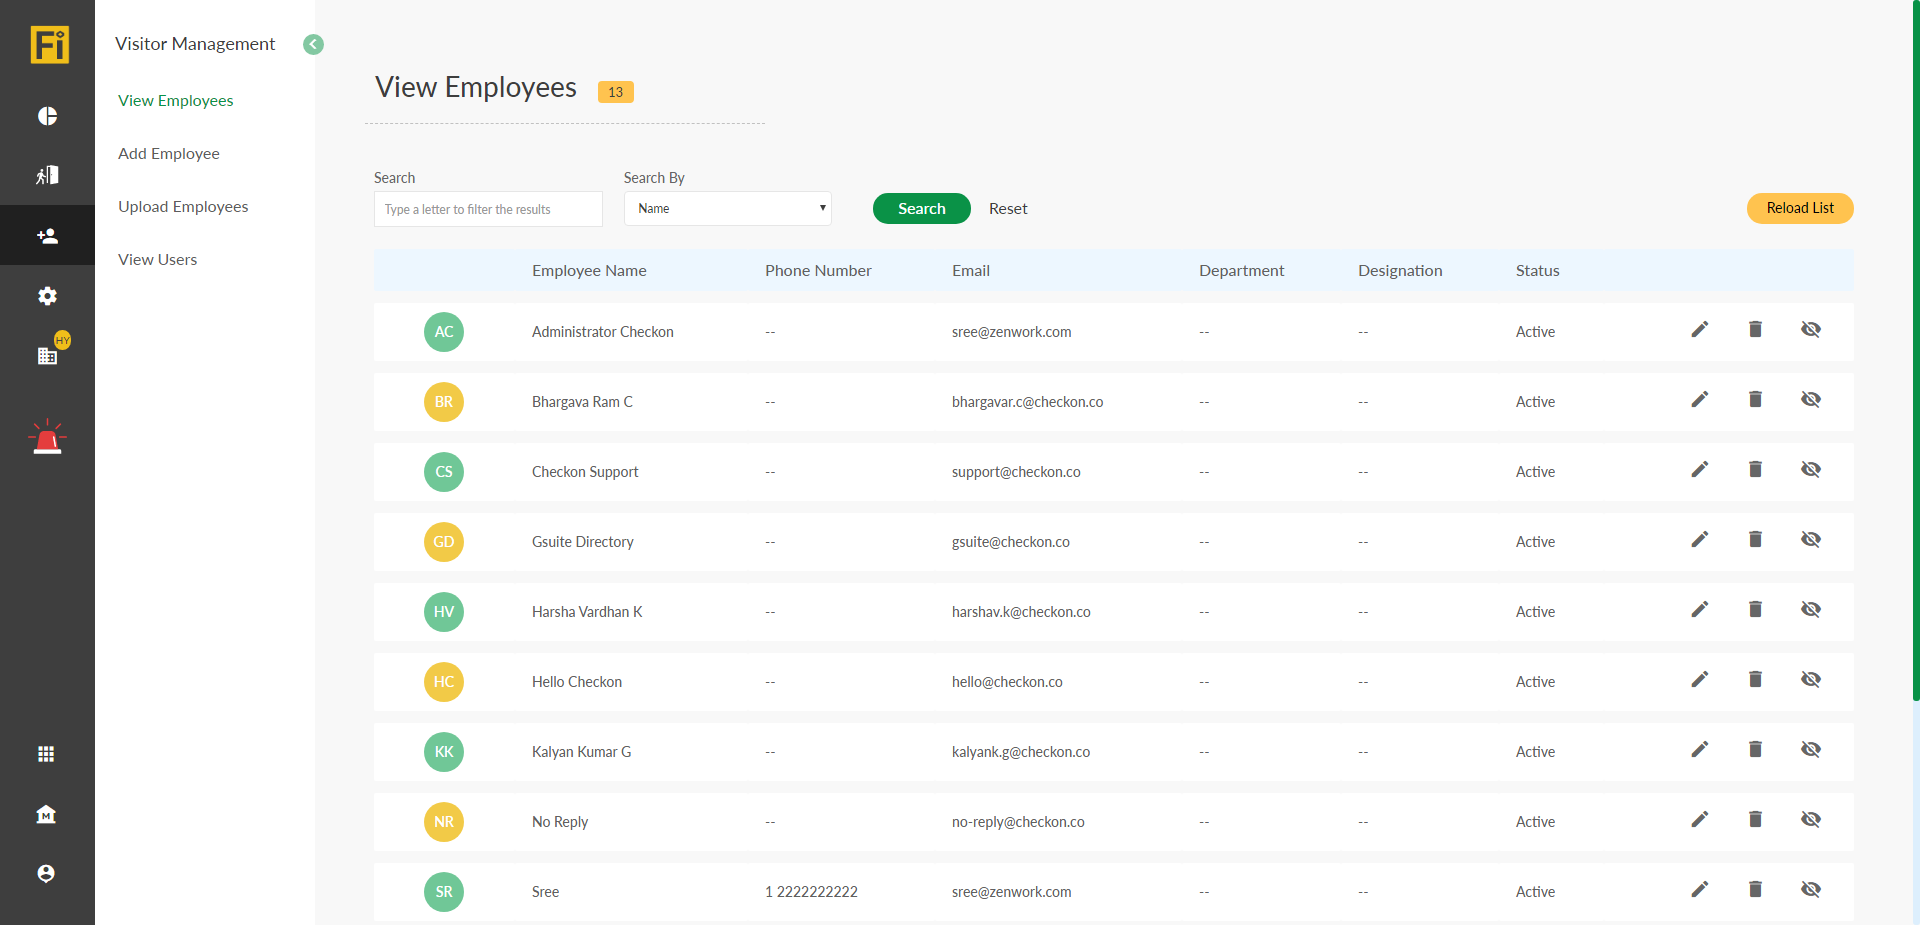 Fi
Visitor Management
View Employees
Add Employee
Upload Employees
View Users
HY
M
View Employees 13
Search Search By
Type a letter to filter the results Name Search Reset Reload List
Employee Name Phone Number Email Department Designation Status
AC Administrator Checkon -- sree@zenwork.com -- -- Active
BR Bhargava Ram C -- bhargavar.c@checkon.co -- -- Active
CS Checkon Support -- support@checkon.co -- -- Active
GD Gsuite Directory -- gsuite@checkon.co -- -- Active
HV Harsha Vardhan K -- harshav.k@checkon.co -- -- Active
HC Hello Checkon -- hello@checkon.co -- -- Active
KK Kalyan Kumar G -- kalyank.g@checkon.co -- -- Active
NR No Reply -- no-reply@checkon.co -- -- Active
SR Sree 1 2222222222 sree@zenwork.com -- -- Active